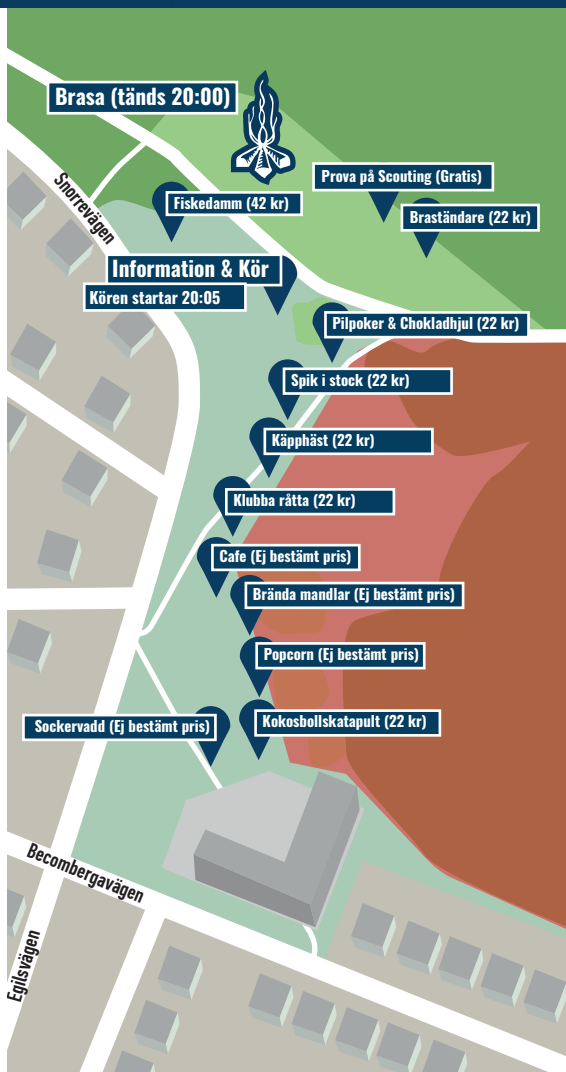 Brasa (tänds 20:00)
Prova på Scouting (Gratis)
Snorrevägen
Fiskedamm (42 kr)
Braständare (22 kr)
Information & Kör
Kören startar 20:05
Pilpoker & Chokladhjul (22 kr)
Spik i stock (22 kr)
Käpphäst (22 kr)
Klubba råtta (22 kr)
Cafe (Ej bestämt pris)
Brända mandlar (Ej bestämt pris)
Popcorn (Ej bestämt pris)
Kokosbollskatapult (22 kr)
Sockervadd (Ej bestämt pris)
Becombergavägen
Egilsvägen